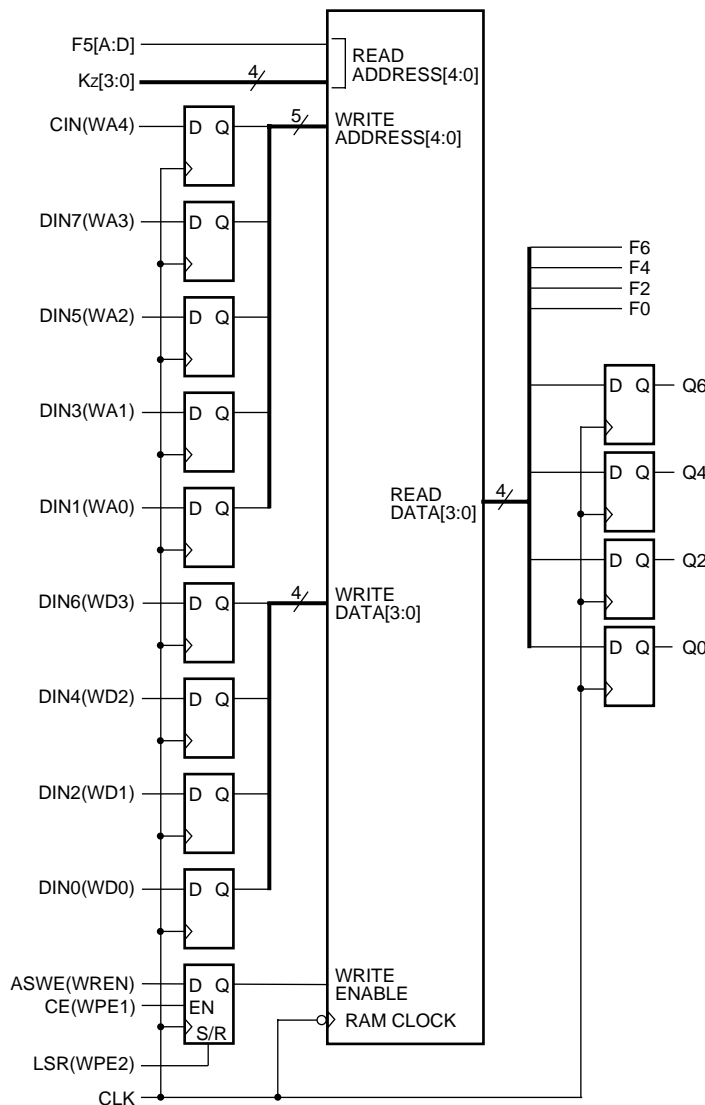 F5[A:D]
KZ[3:0]
4
READ
ADDRESS[4:0]
CIN(WA4)
D Q
5
WRITE
ADDRESS[4:0]
DIN7(WA3)
D Q
DIN5(WA2)
D Q
DIN3(WA1)
D Q
DIN1(WA0)
D Q
DIN6(WD3)
D Q
4
WRITE
DATA[3:0]
DIN4(WD2)
D Q
DIN2(WD1)
D Q
DIN0(WD0)
D Q
ASWE(WREN)
D Q
CE(WPE1)
EN
S/R
LSR(WPE2)
CLK
WRITE
ENABLE
RAM CLOCK
READ
DATA[3:0]
4
F6
F4
F2
F0
D Q
Q6
D Q
Q4
D Q
Q2
D Q
Q0